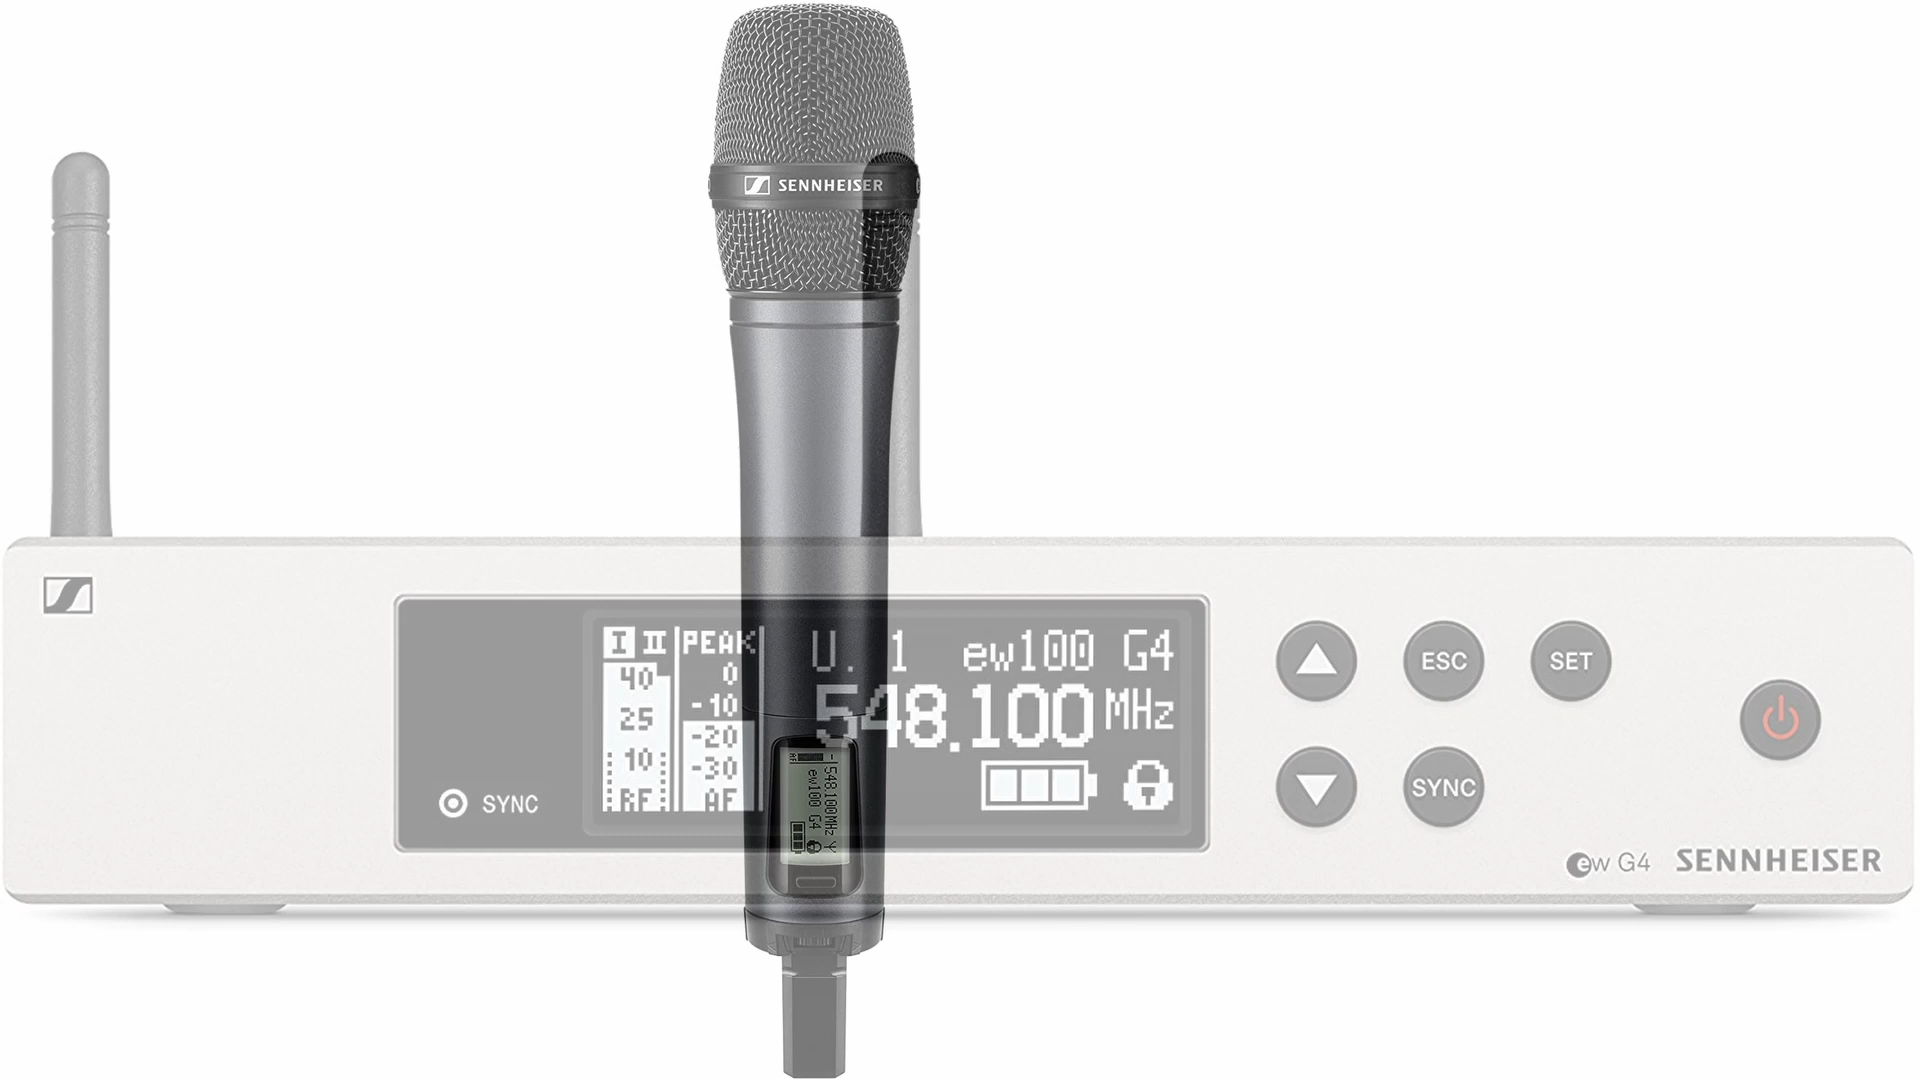 SENNHEISER
I II PEAK
40 0
-10
25
-20
10
-30
RF AF
U. 1 ew100 G4
548.100 MHz
SYNC
548.100MHz
ew100 G4
AF
ESC
SET
SYNC
ew G4 SENNHEISER